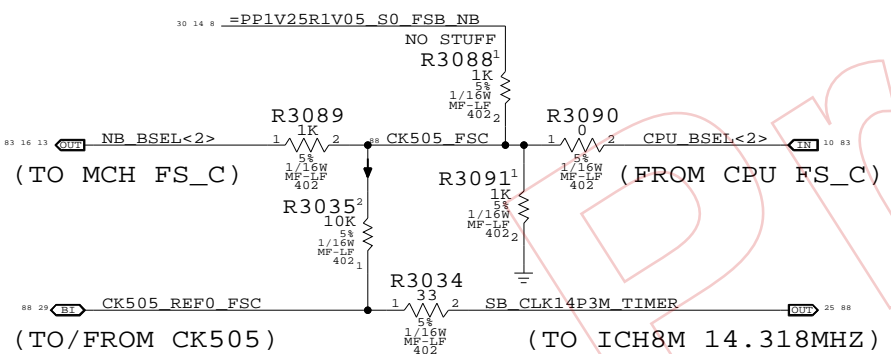 30 14 8 =PP1V25R1V05_S0_FSB_NB
NO STUFF
R3088 1
1K
5%
1/16W
MF-LF
402 2
R3089
1K
83 16 13 OUT NB_BSEL<2> 1 2 88 CK505_FSC
5%
1/16W
MF-LF
402
(TO MCH FS_C)
R3090
0
1 2 CPU_BSEL<2> IN 10 83
5%
1/16W
MF-LF
402
(FROM CPU FS_C)
R3091 1
1K
5%
1/16W
MF-LF
402 2
R3035 2
10K
5%
1/16W
MF-LF
402 1
R3034
33
88 29 BI CK505_REF0_FSC 1 2 SB_CLK14P3M_TIMER OUT 25 88
5%
1/16W
MF-LF
402
(TO/FROM CK505)
(TO ICH8M 14.318MHZ)
Pr